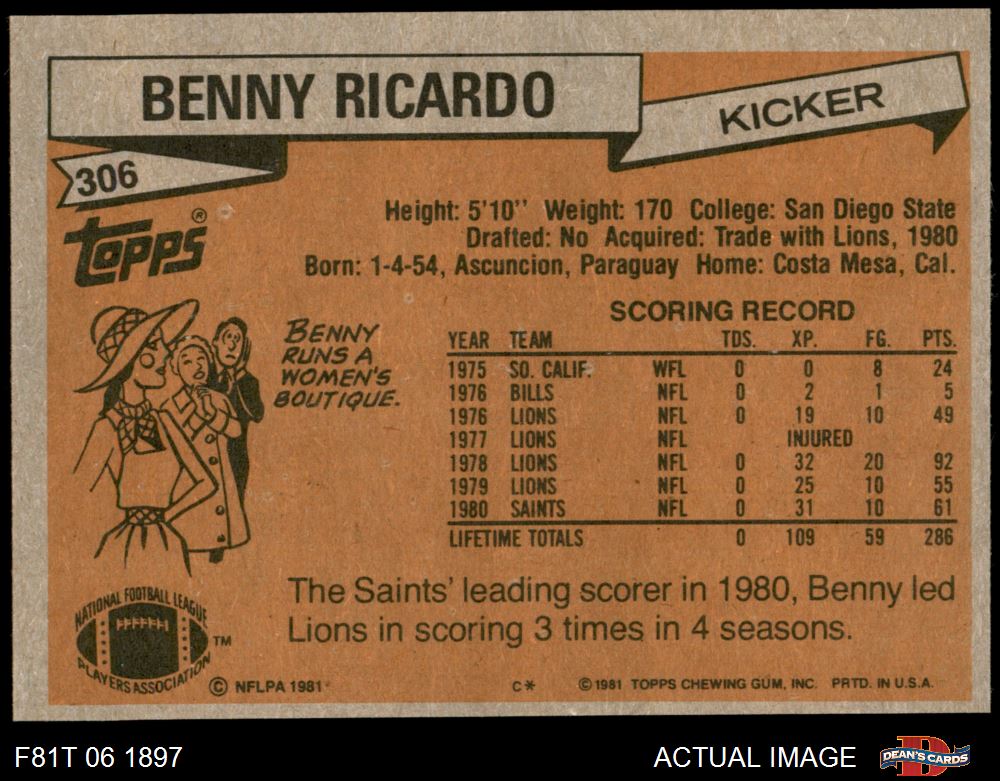 BENNY RICARDO
KICKER
306
TOPPS®
Height: 5'10'' Weight: 170 College: San Diego State
Drafted: No Acquired: Trade with Lions, 1980
Born: 1-4-54, Ascuncion, Paraguay Home: Costa Mesa, Cal.
BENNY
RUNS A
WOMEN'S
BOUTIQUE.
SCORING RECORD
YEAR TEAM TDS. XP. FG. PTS.
1975 SO. CALIF. WFL 0 0 8 24
1976 BILLS NFL 0 2 1 5
1976 LIONS NFL 0 19 10 49
1977 LIONS NFL INJURED
1978 LIONS NFL 0 32 20 92
1979 LIONS NFL 0 25 10 55
1980 SAINTS NFL 0 31 10 61
LIFETIME TOTALS 0 109 59 286
The Saints' leading scorer in 1980, Benny led
Lions in scoring 3 times in 4 seasons.
NATIONAL FOOTBALL LEAGUE
PLAYERS ASSOCIATION
TM
© NFLPA 1981
C* © 1981 TOPPS CHEWING GUM, INC. PRTD. IN U.S.A.
F81T 06 1897
ACTUAL IMAGE
D
DEAN'S CARDS